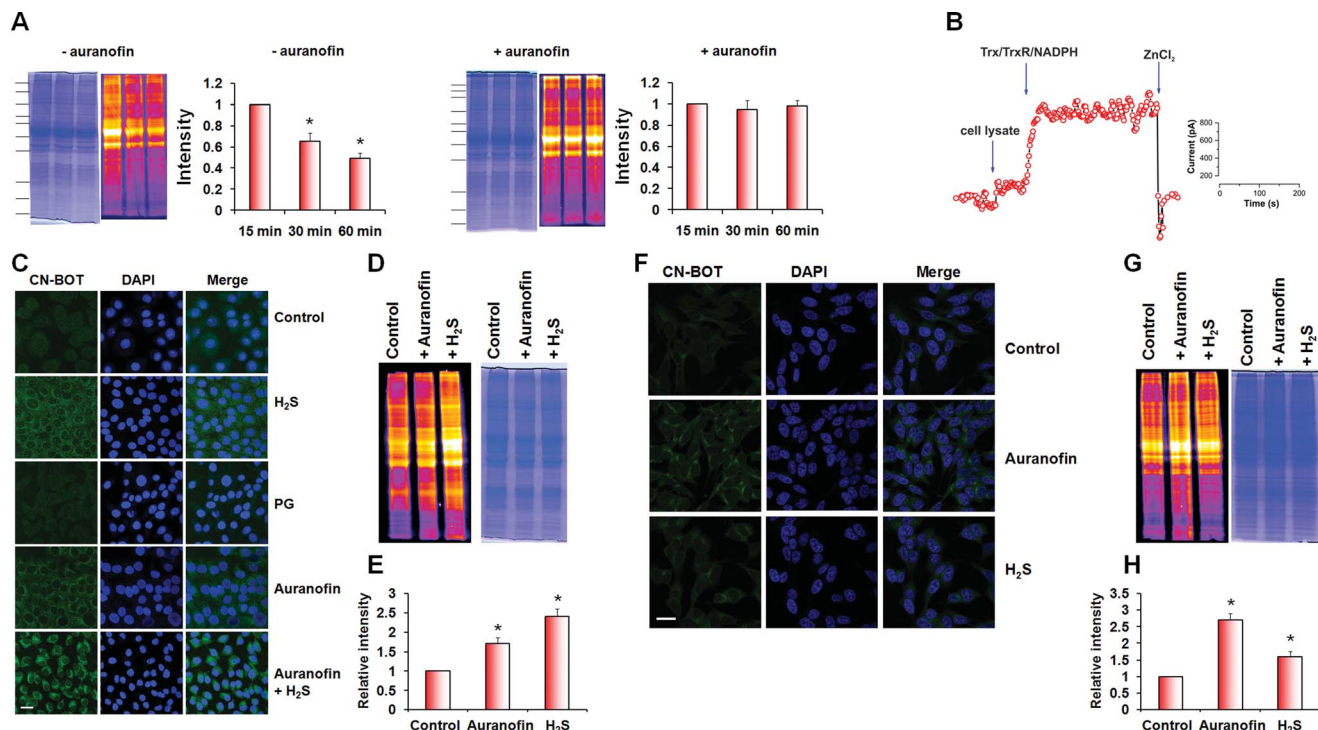 A
- auranofin
- auranofin
1.2
1
0.8
0.6
0.4
0.2
0
Intensity
*
*
15 min 30 min 60 min
+ auranofin
+ auranofin
1.2
1
0.8
0.6
0.4
0.2
0
Intensity
15 min 30 min 60 min
B
Trx/TrxR/NADPH
ZnCl₂
cell lysate
Current (pA)
800
600
400
200
0 100 200
Time (s)
C
CN-BOT DAPI Merge
Control
H₂S
PG
Auranofin
Auranofin
+ H₂S
D
Control
+ Auranofin
+ H₂S
Control
+ Auranofin
+ H₂S
E
Relative intensity
3
2.5
2
1.5
1
0.5
0
*
*
Control Auranofin H₂S
F
CN-BOT DAPI Merge
Control
Auranofin
H₂S
G
Control
+ Auranofin
+ H₂S
Control
+ Auranofin
+ H₂S
H
Relative intensity
3.5
3
2.5
2
1.5
1
0.5
0
*
*
Control Auranofin H₂S